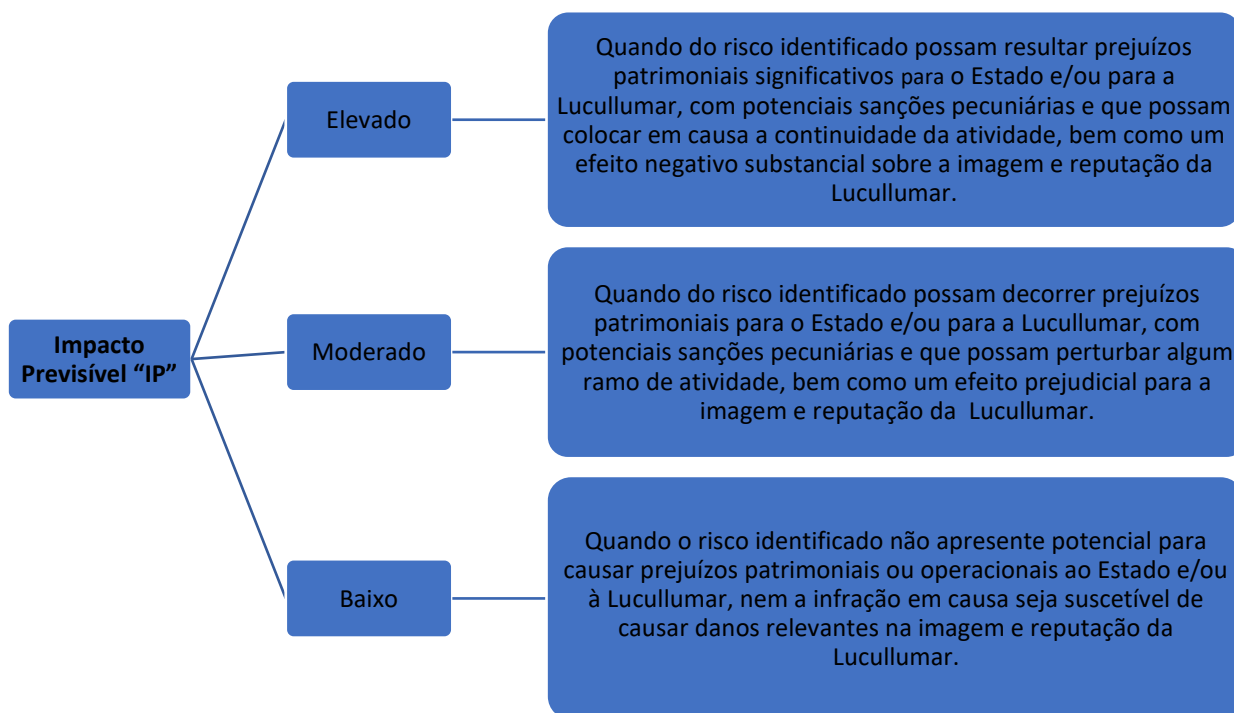 Impacto
Previsível “IP”
Elevado
Quando do risco identificado possam resultar prejuízos
patrimoniais significativos para o Estado e/ou para a
Lucullumar, com potenciais sanções pecuniárias e que possam
colocar em causa a continuidade da atividade, bem como um
efeito negativo substancial sobre a imagem e reputação da
Lucullumar.
Moderado
Quando do risco identificado possam decorrer prejuízos
patrimoniais para o Estado e/ou para a Lucullumar, com
potenciais sanções pecuniárias e que possam perturbar algum
ramo de atividade, bem como um efeito prejudicial para a
imagem e reputação da Lucullumar.
Baixo
Quando o risco identificado não apresente potencial para
causar prejuízos patrimoniais ou operacionais ao Estado e/ou
à Lucullumar, nem a infração em causa seja suscetível de
causar danos relevantes na imagem e reputação da
Lucullumar.